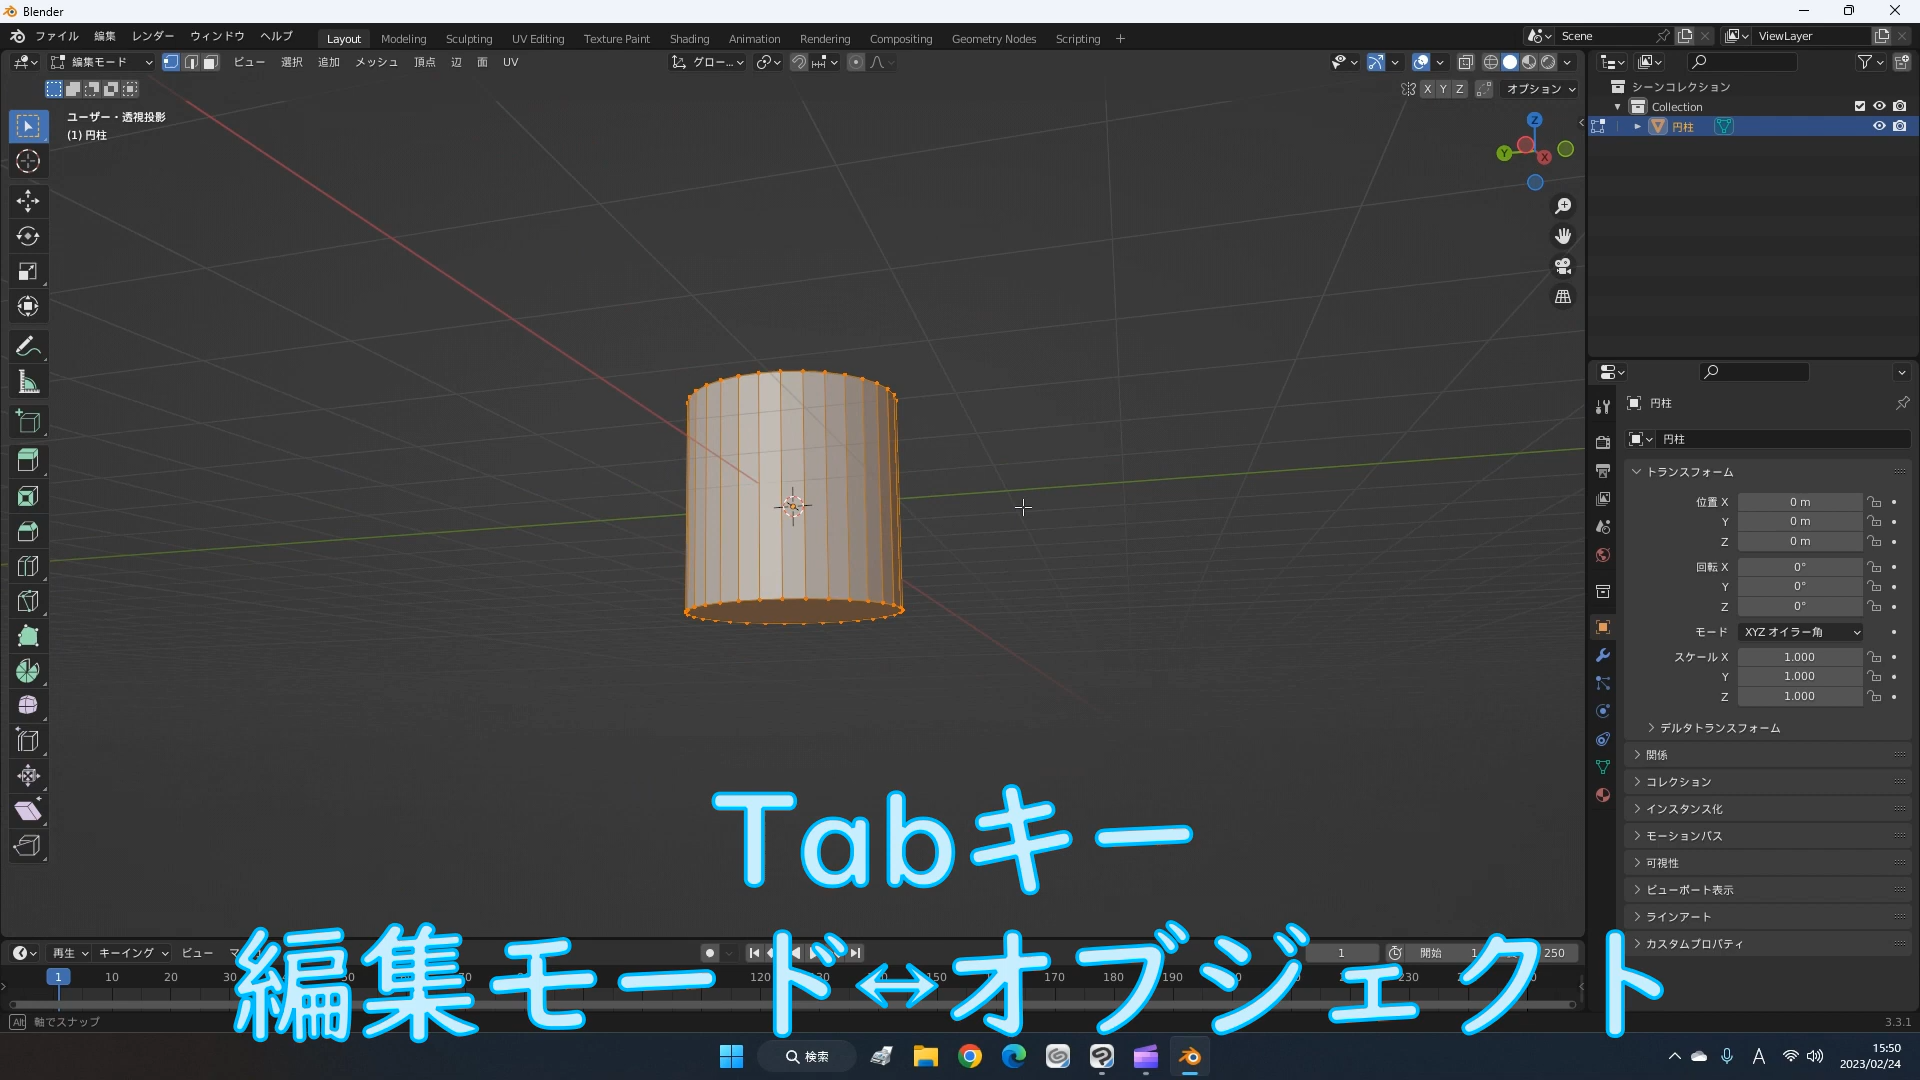 Blender
ファイル 編集 レンダー ウィンドウ ヘルプ Layout Modeling Sculpting UV Editing Texture Paint Shading Animation Rendering Compositing Geometry Nodes Scripting + Scene ViewLayer
編集モード ビュー 選択 追加 メッシュ 頂点 辺 面 UV グロー...
X Y Z オプション
ユーザー・透視投影
(1) 円柱
Z
Y
X
シーンコレクション
Collection
円柱
円柱
円柱
トランスフォーム
位置 X 0 m
Y 0 m
Z 0 m
回転 X 0°
Y 0°
Z 0°
モード XYZ オイラー角
スケール X 1.000
Y 1.000
Z 1.000
デルタトランスフォーム
関係
コレクション
インスタンス化
モーションパス
可視性
ビューポート表示
ラインアート
カスタムプロパティ
Tabキー
編集モード↔オブジェクト
再生 キーイング ビュー 1 開始 1 250
1 10 20 30 120 130 150 170 180 190 230
Alt 軸でスナップ
3.3.1
検索
A
15:50
2023/02/24